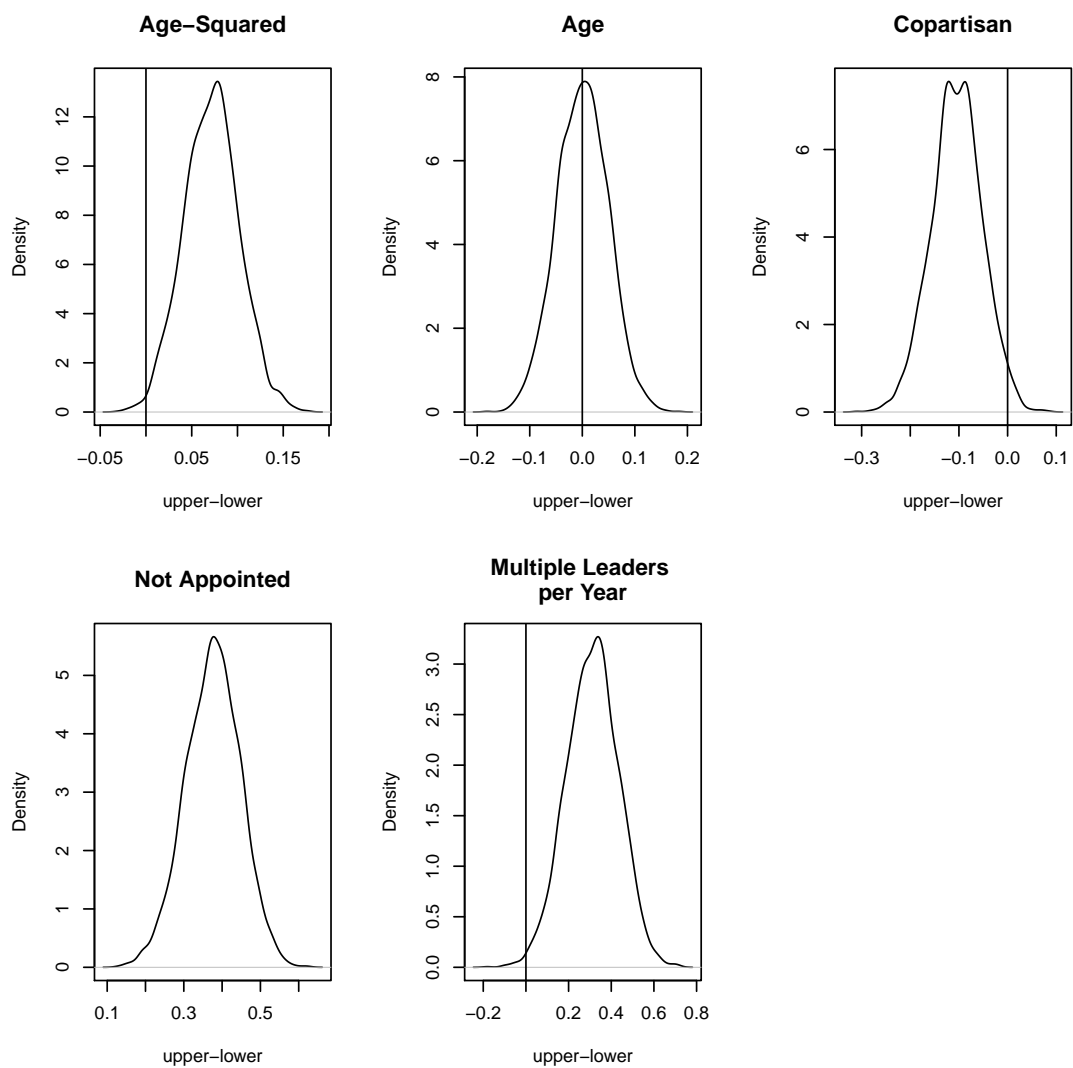 Age−Squared
Density
0 2 4 6 8 10 12
−0.05 0.05 0.15
upper−lower
Age
Density
0 2 4 6 8
−0.2 −0.1 0.0 0.1 0.2
upper−lower
Copartisan
Density
0 2 4 6
−0.3 −0.1 0.0 0.1
upper−lower
Not Appointed
Density
0 1 2 3 4 5
0.1 0.3 0.5
upper−lower
Multiple Leaders
per Year
Density
0.0 0.5 1.0 1.5 2.0 2.5 3.0
−0.2 0.2 0.4 0.6 0.8
upper−lower